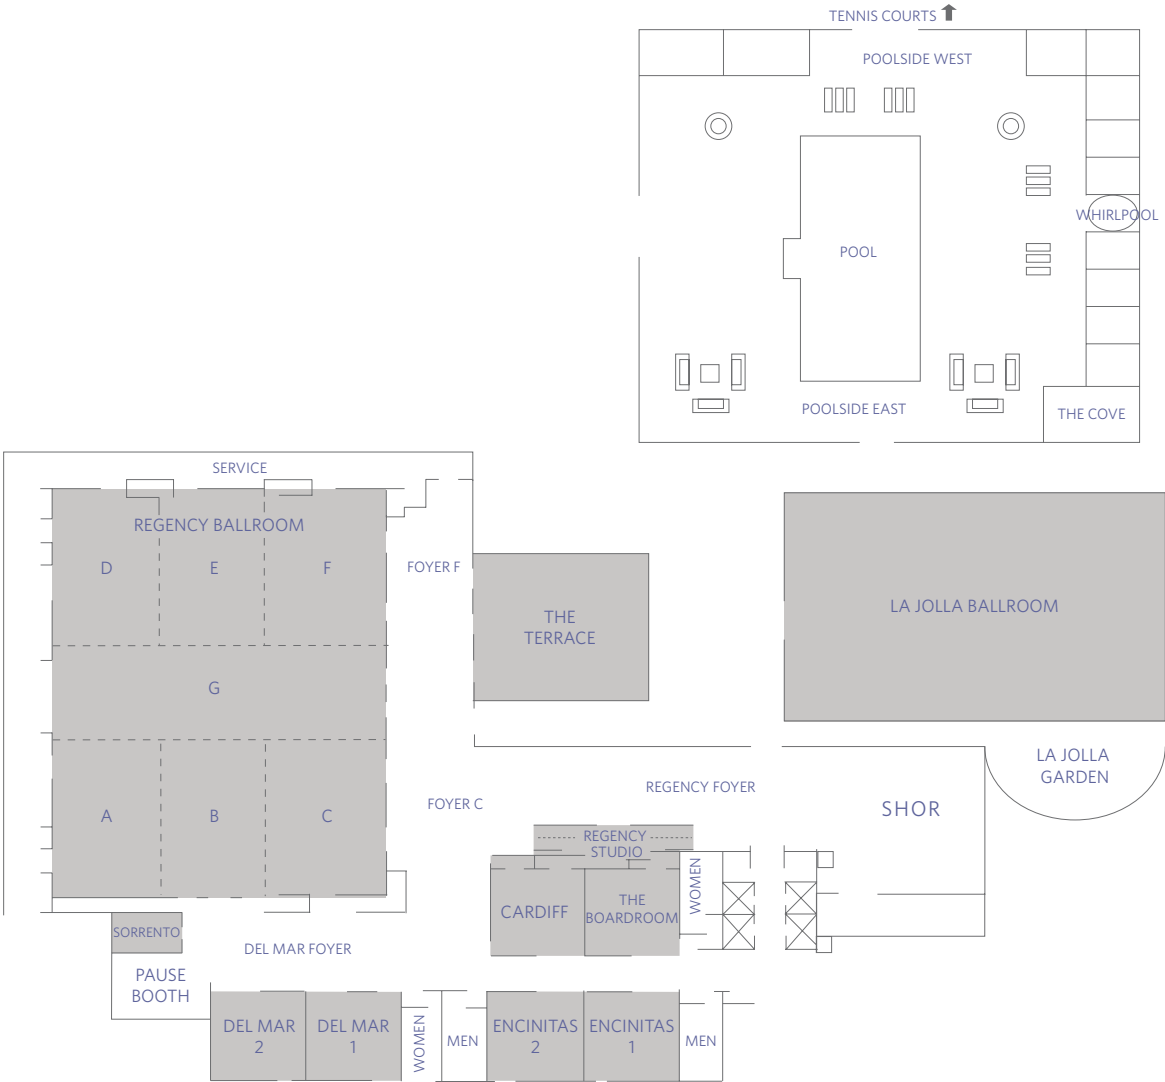 TENNIS COURTS
POOLSIDE WEST
WHIRLPOOL
POOL
POOLSIDE EAST
THE COVE
SERVICE
REGENCY BALLROOM
D
E
F
FOYER F
THE
TERRACE
LA JOLLA BALLROOM
G
LA JOLLA
GARDEN
REGENCY FOYER
A
B
C
FOYER C
SHOR
REGENCY
STUDIO
WOMEN
CARDIFF
THE
BOARDROOM
SORRENTO
DEL MAR FOYER
PAUSE
BOOTH
DEL MAR
2
DEL MAR
1
WOMEN
MEN
ENCINITAS
2
ENCINITAS
1
MEN